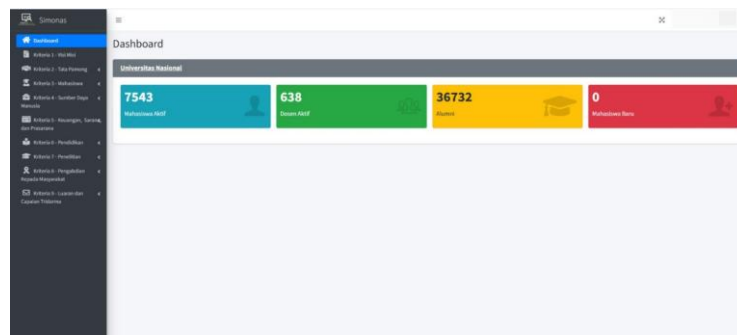 Simonas
Dashboard
Kriteria 1 - Visi Misi
Kriteria 2 - Tata Pamong
Kriteria 3 - Mahasiswa
Kriteria 4 - Sumber Daya
Manusia
Kriteria 5 - Keuangan, Sarana,
dan Prasarana
Kriteria 6 - Pendidikan
Kriteria 7 - Penelitian
Kriteria 8 - Pengabdian
Kepada Masyarakat
Kriteria 9 - Luaran dan
Capaian Tridarma
Dashboard
Universitas Nasional
7543
Mahasiswa Aktif
638
Dosen Aktif
36732
Alumni
0
Mahasiswa Baru